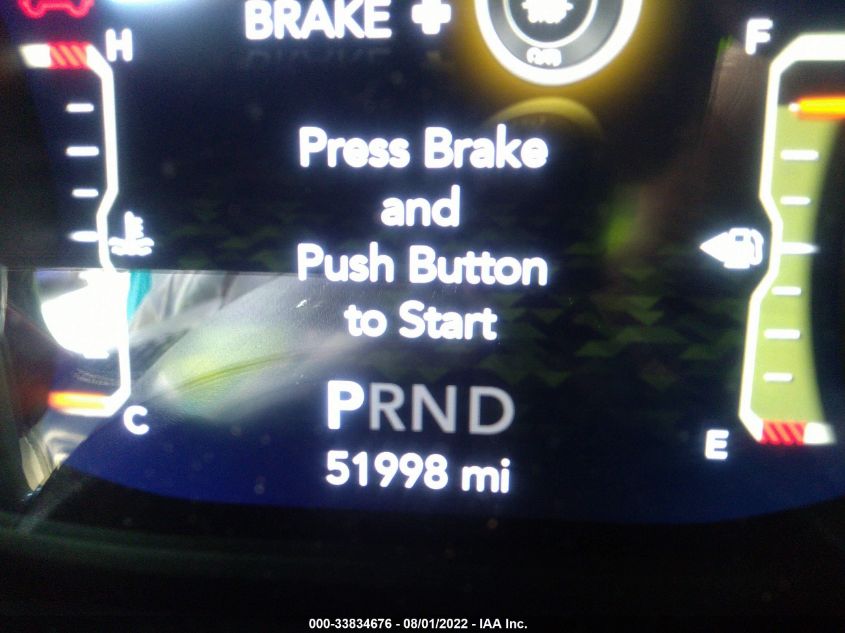 BRAKE +
H
F
Press Brake
and
Push Button
to Start
PRND
C
E
51998 mi
000-33834676 - 08/01/2022 - IAA Inc.